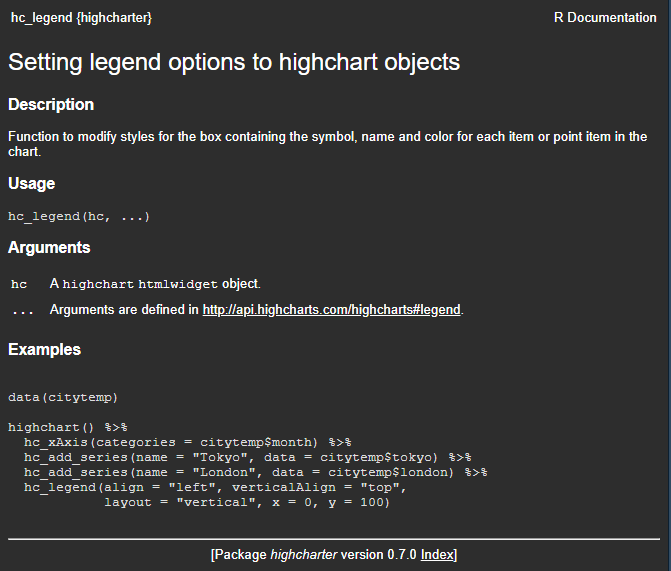 hc_legend {highcharter} R Documentation
Setting legend options to highchart objects
Description
Function to modify styles for the box containing the symbol, name and color for each item or point item in the
chart.
Usage
hc_legend(hc, ...)
Arguments
hc A highchart htmlwidget object.
... Arguments are defined in http://api.highcharts.com/highcharts#legend.
Examples
data(citytemp)
highchart() %>%
  hc_xAxis(categories = citytemp$month) %>%
  hc_add_series(name = "Tokyo", data = citytemp$tokyo) %>%
  hc_add_series(name = "London", data = citytemp$london) %>%
  hc_legend(align = "left", verticalAlign = "top",
            layout = "vertical", x = 0, y = 100)
[Package highcharter version 0.7.0 Index]